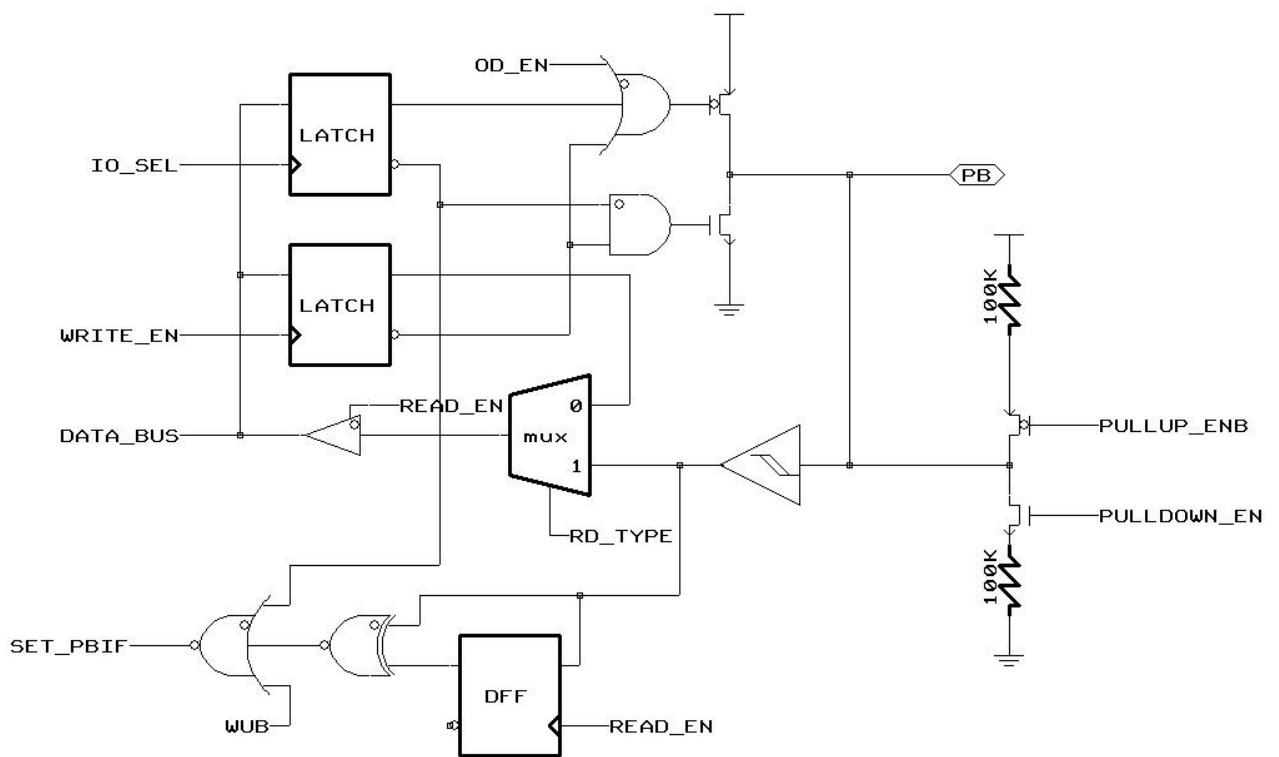 OD_EN
LATCH
IO_SEL
PB
LATCH
100K
WRITE_EN
READ_EN
0
DATA_BUS
mux
PULLUP_ENB
1
PULLDOWN_EN
RD_TYPE
100K
SET_PBIF
DFF
WUB
READ_EN